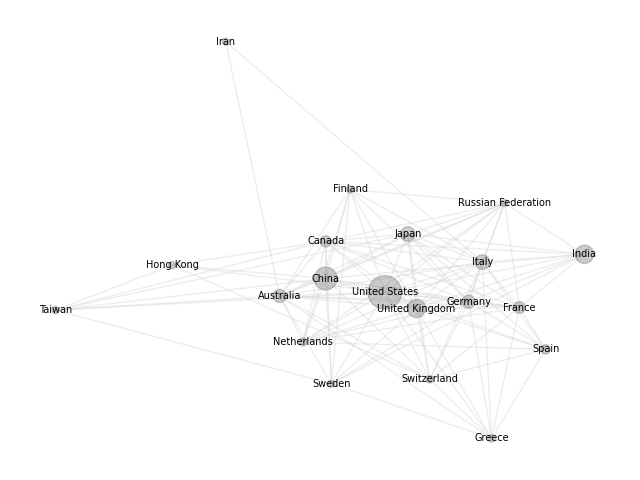 Iran
Finland
Russian Federation
Japan
Canada
India
Italy
Hong Kong
China
United States
Australia
Germany
United Kingdom
France
Taiwan
Netherlands
Spain
Switzerland
Sweden
Greece